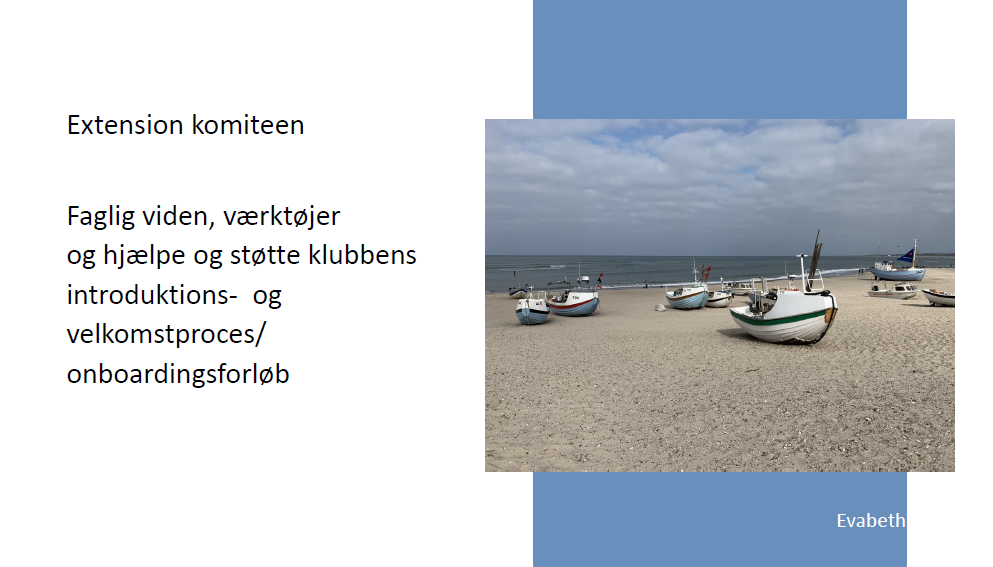 Extension komiteen
Faglig viden, værktøjer
og hjælpe og støtte klubbens
introduktions-  og
velkomstproces/
onboardingsforløb
Evabeth